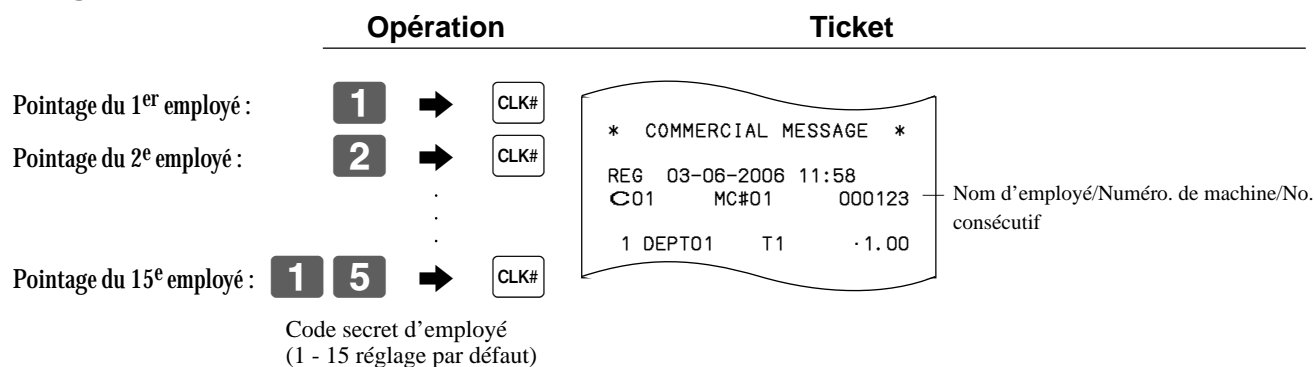 Opération Ticket
Pointage du 1er employé : 1 CLK#
Pointage du 2e employé : 2 CLK#
.
.
.
Pointage du 15e employé : 1 5 CLK#
Code secret d'employé
(1 - 15 réglage par défaut)
* COMMERCIAL MESSAGE *
REG 03-06-2006 11:58
C01 MC#01 000123
1 DEPT01 T1 ·1.00
Nom d'employé/Numéro. de machine/No.
consécutif